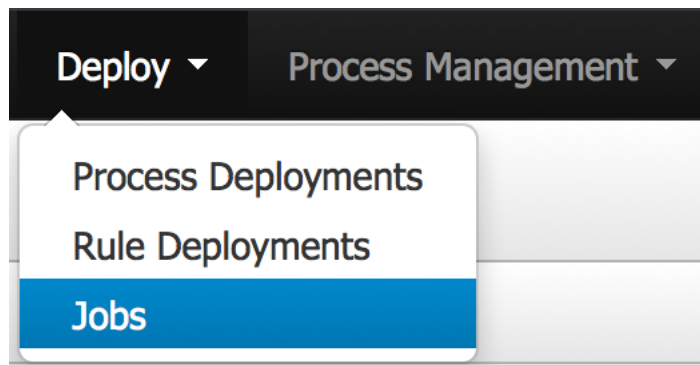 Deploy Process Management
Process Deployments
Rule Deployments
Jobs